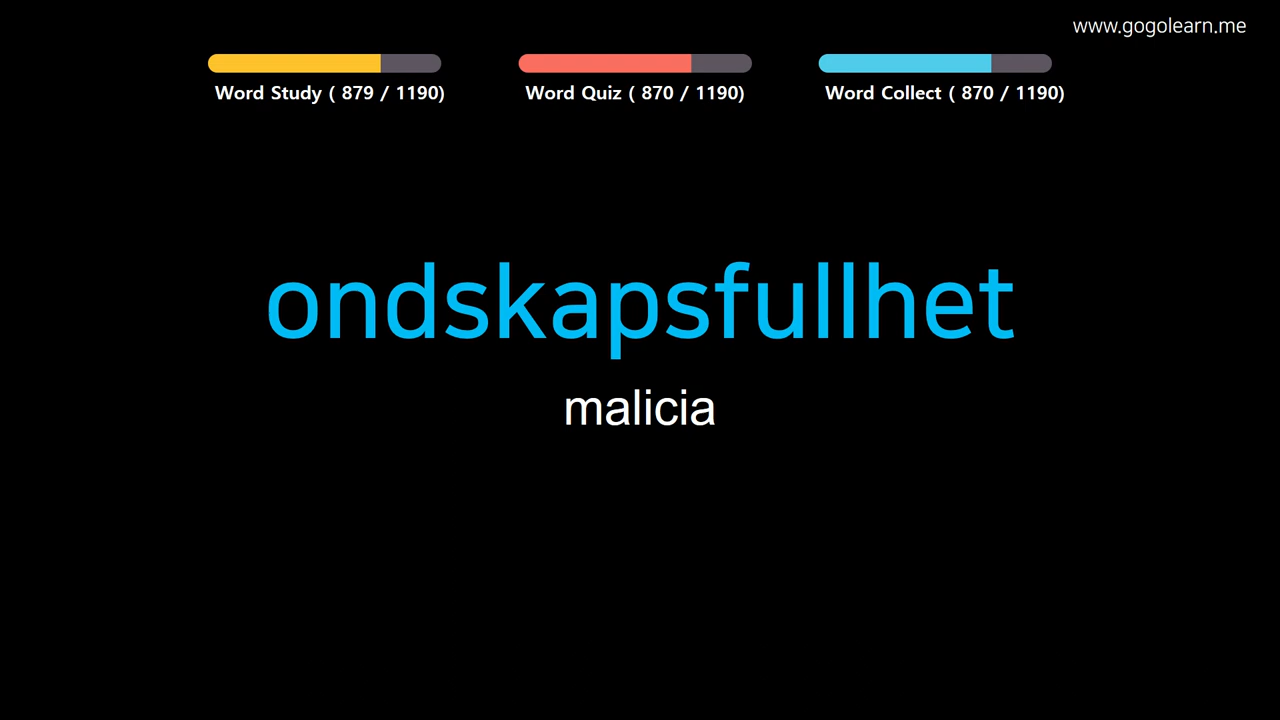 www.gogolearn.me
Word Study ( 879 / 1190)
Word Quiz ( 870 / 1190)
Word Collect ( 870 / 1190)
ondskapsfullhet
malicia